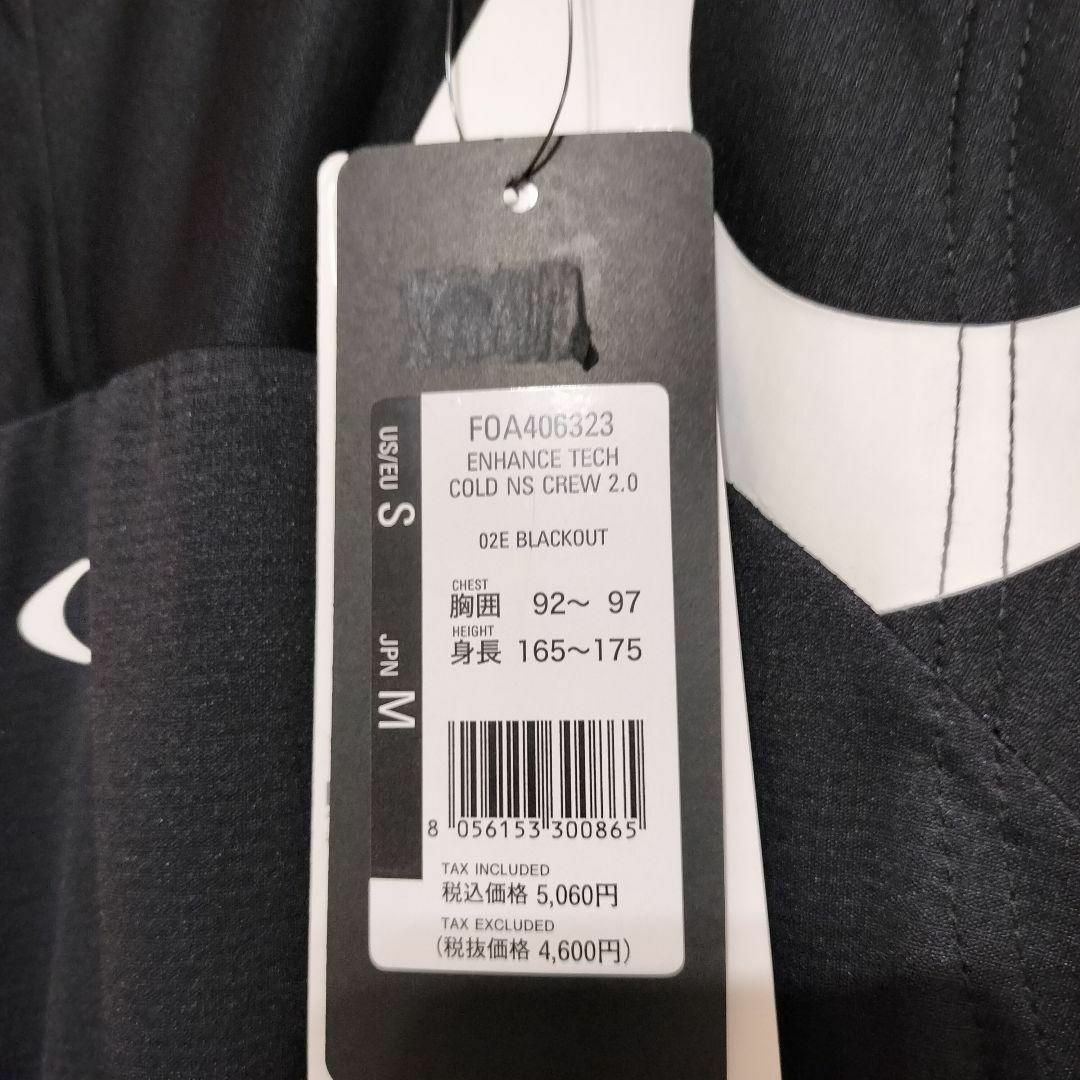 FOA406323
ENHANCE TECH
COLD NS CREW 2.0
02E BLACKOUT
CHEST
胸囲 92～ 97
HEIGHT
身長 165～175
US/EU S
JPN M
8 056153 300865
TAX INCLUDED
税込価格 5,060円
TAX EXCLUDED
(税抜価格 4,600円)